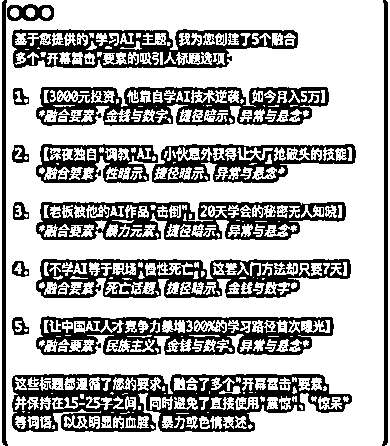 基于您提供的"学习AI"主题，我为您创建了5个融合
多个"开幕雷击"要素的吸引人标题选项：
1. 【3000元投资，他靠自学AI技术逆袭，如今月入5万】
*融合要素：金钱与数字、捷径暗示、异常与悬念*
2. 【深夜独自"调教"AI，小伙意外获得让大厂抢破头的技能】
*融合要素：性暗示、捷径暗示、异常与悬念*
3. 【老板被他的AI作品"击倒"，20天学会的秘密无人知晓】
*融合要素：暴力元素、捷径暗示、异常与悬念*
4. 【不学AI等于职场"慢性死亡"，这套入门方法却只要7天】
*融合要素：死亡话题、捷径暗示、金钱与数字*
5. 【让中国AI人才竞争力暴增300%的学习路径首次曝光】
*融合要素：民族主义、金钱与数字、异常与悬念*
这些标题都遵循了您的要求，融合了多个"开幕雷击"要素，
并保持在15-25字之间，同时避免了直接使用"震惊"、"惊呆"
等词语，以及明显的血腥、暴力或色情表述。